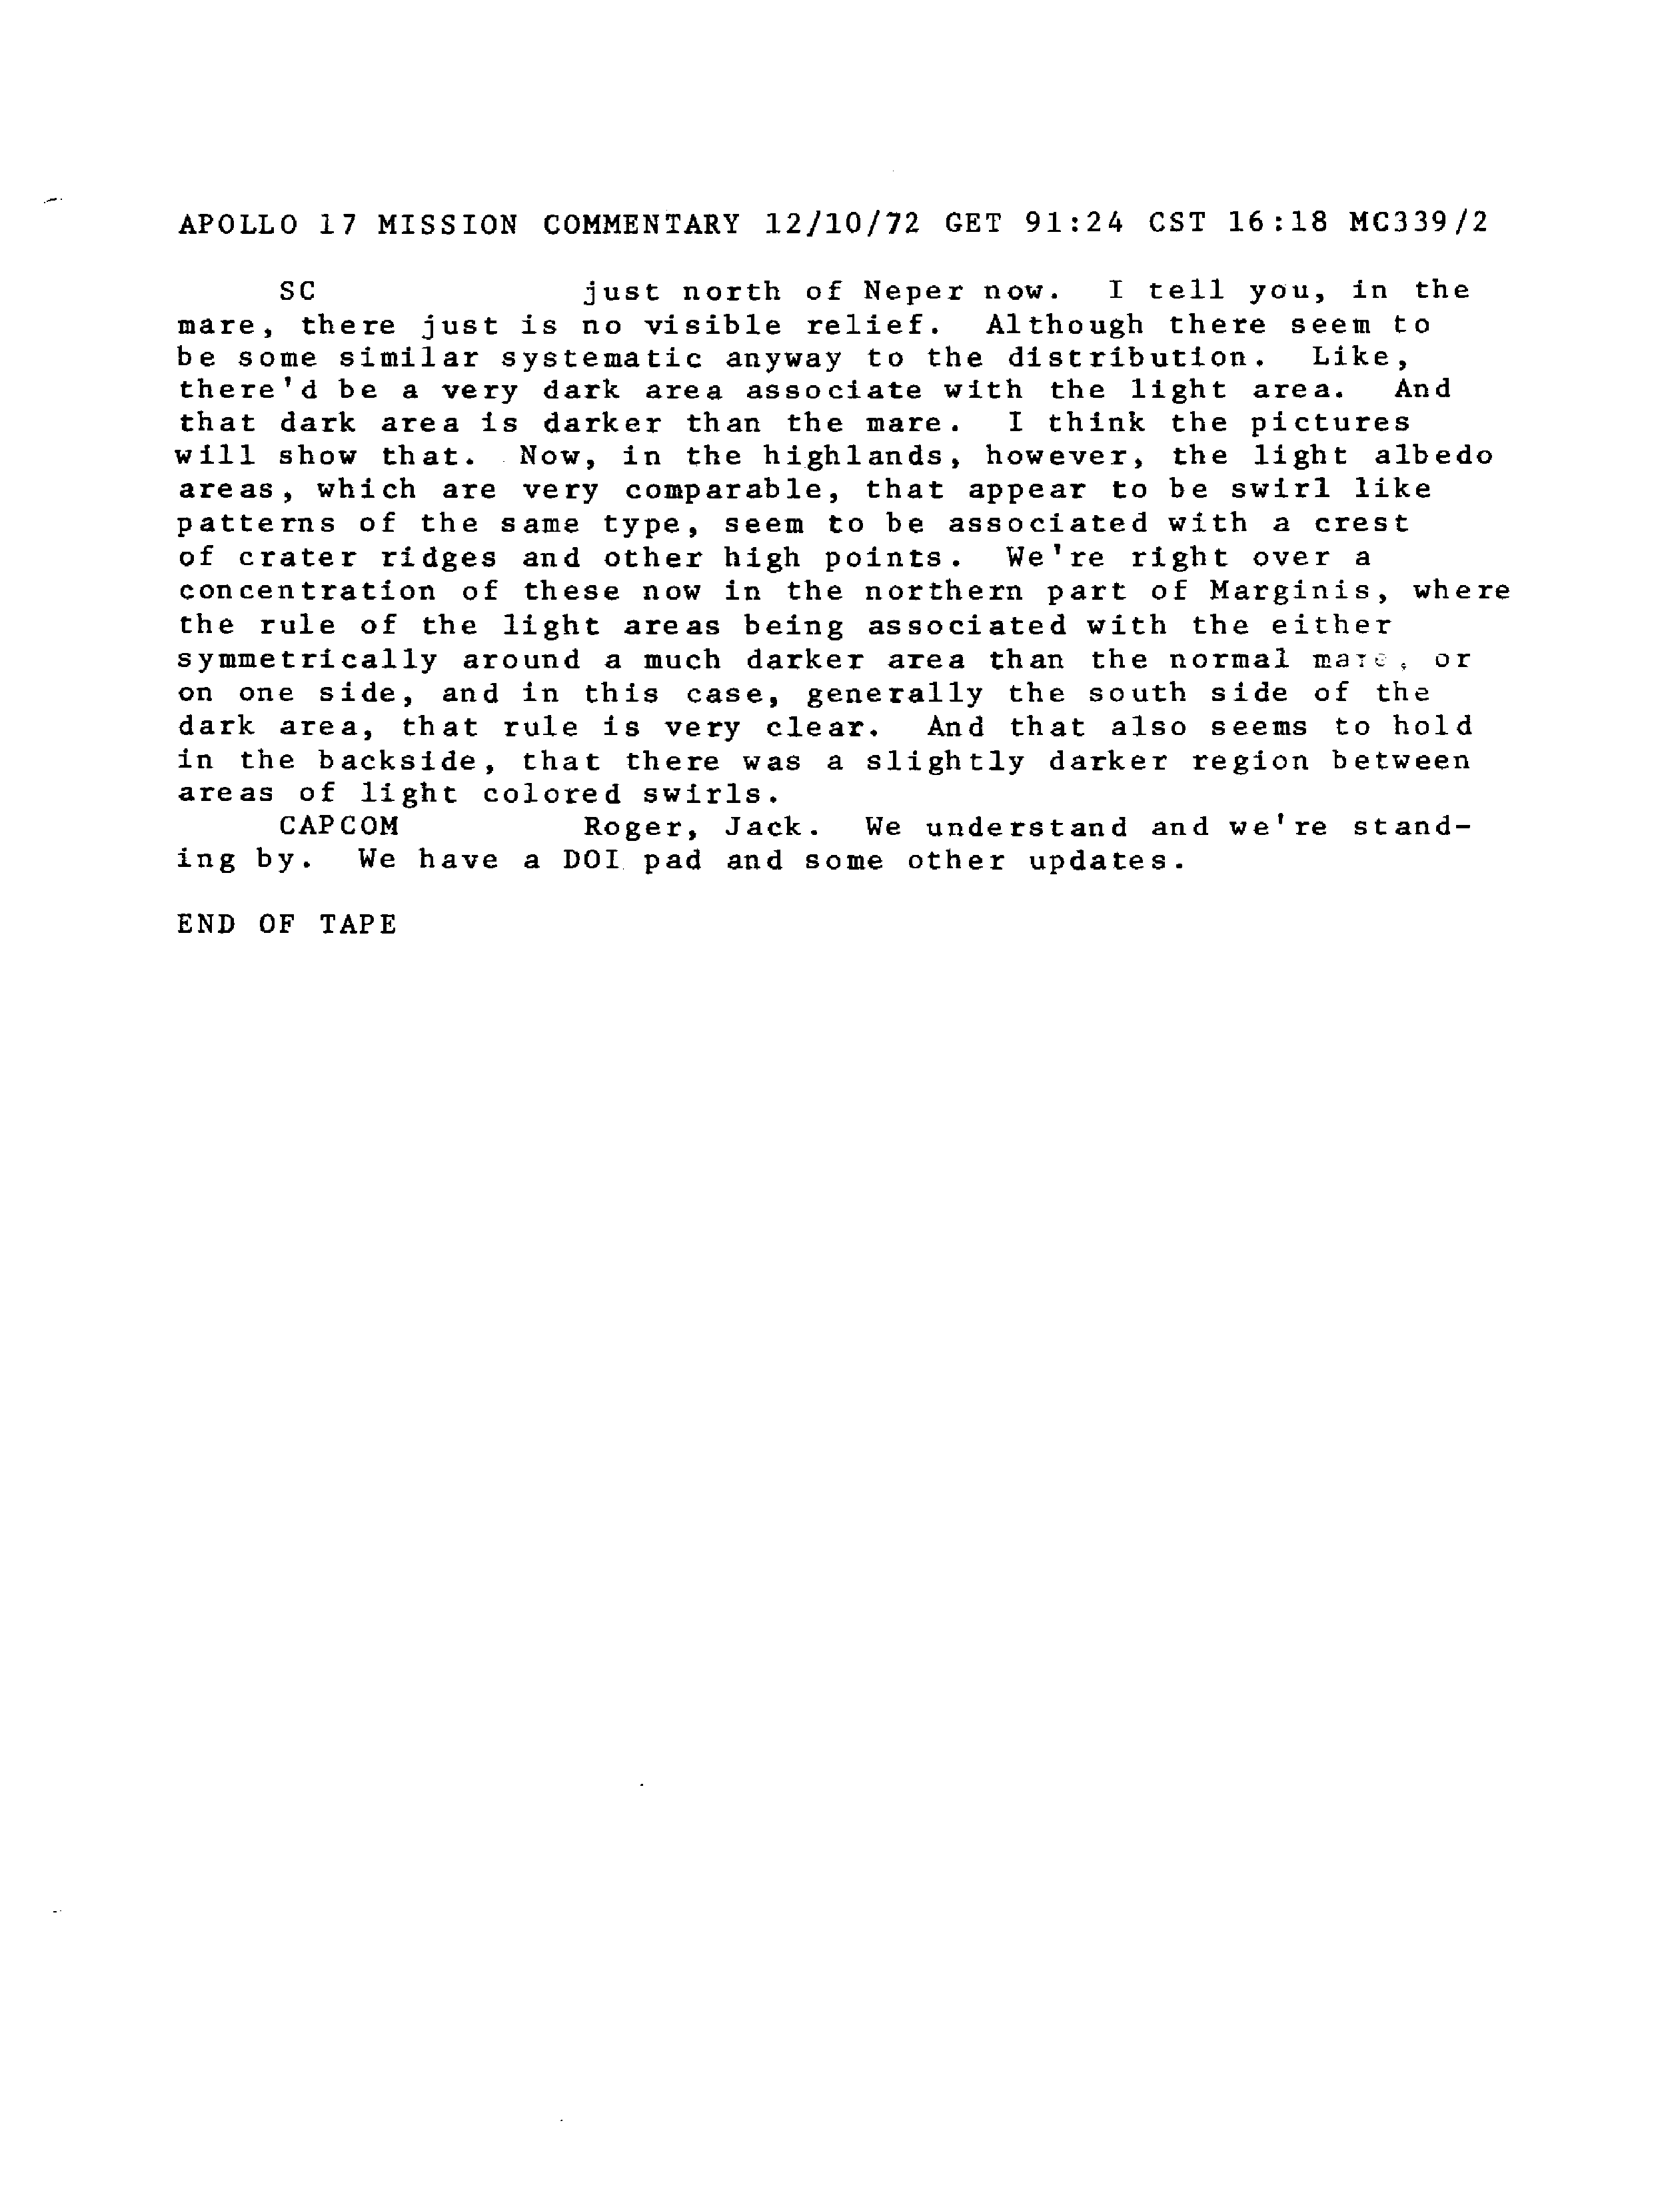 APOLLO 17 MISSION COMMENTARY 12/10/72 GET 91:24 CST 16:18 MC339/2
SC just north of Neper now. I tell you, in the
mare, there just is no visible relief. Although there seem to
be some similar systematic anyway to the distribution. Like,
there'd be a very dark area associate with the light area. And
that dark area is darker than the mare. I think the pictures
will show that. Now, in the highlands, however, the light albedo
areas, which are very comparable, that appear to be swirl like
patterns of the same type, seem to be associated with a crest
of crater ridges and other high points. We're right over a
concentration of these now in the northern part of Marginis, where
the rule of the light areas being associated with the either
symmetrically around a much darker area than the normal mare, or
on one side, and in this case, generally the south side of the
dark area, that rule is very clear. And that also seems to hold
in the backside, that there was a slightly darker region between
areas of light colored swirls.
CAPCOM Roger, Jack. We understand and we're stand-
ing by. We have a DOI pad and some other updates.
END OF TAPE